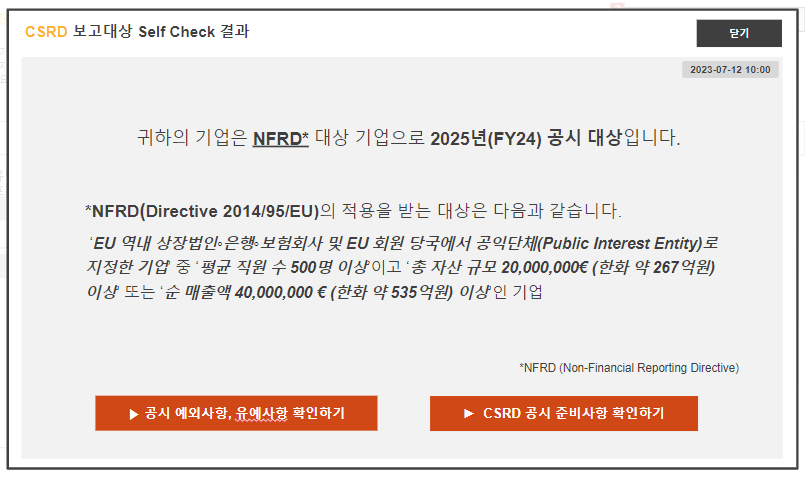 CSRD 보고대상 Self Check 결과
닫기
2023-07-12 10:00
귀하의 기업은 NFRD* 대상 기업으로 2025년(FY24) 공시 대상입니다.
*NFRD(Directive 2014/95/EU)의 적용을 받는 대상은 다음과 같습니다.
‘EU 역내 상장법인∘은행∘보험회사 및 EU 회원 당국에서 공익단체(Public Interest Entity)로
지정한 기업’ 중 ‘평균 직원 수 500명 이상’이고 ‘총 자산 규모 20,000,000€ (한화 약 267억원)
이상’ 또는 ‘순 매출액 40,000,000 € (한화 약 535억원) 이상’인 기업
*NFRD (Non-Financial Reporting Directive)
▶ 공시 예외사항, 유예사항 확인하기
▶ CSRD 공시 준비사항 확인하기